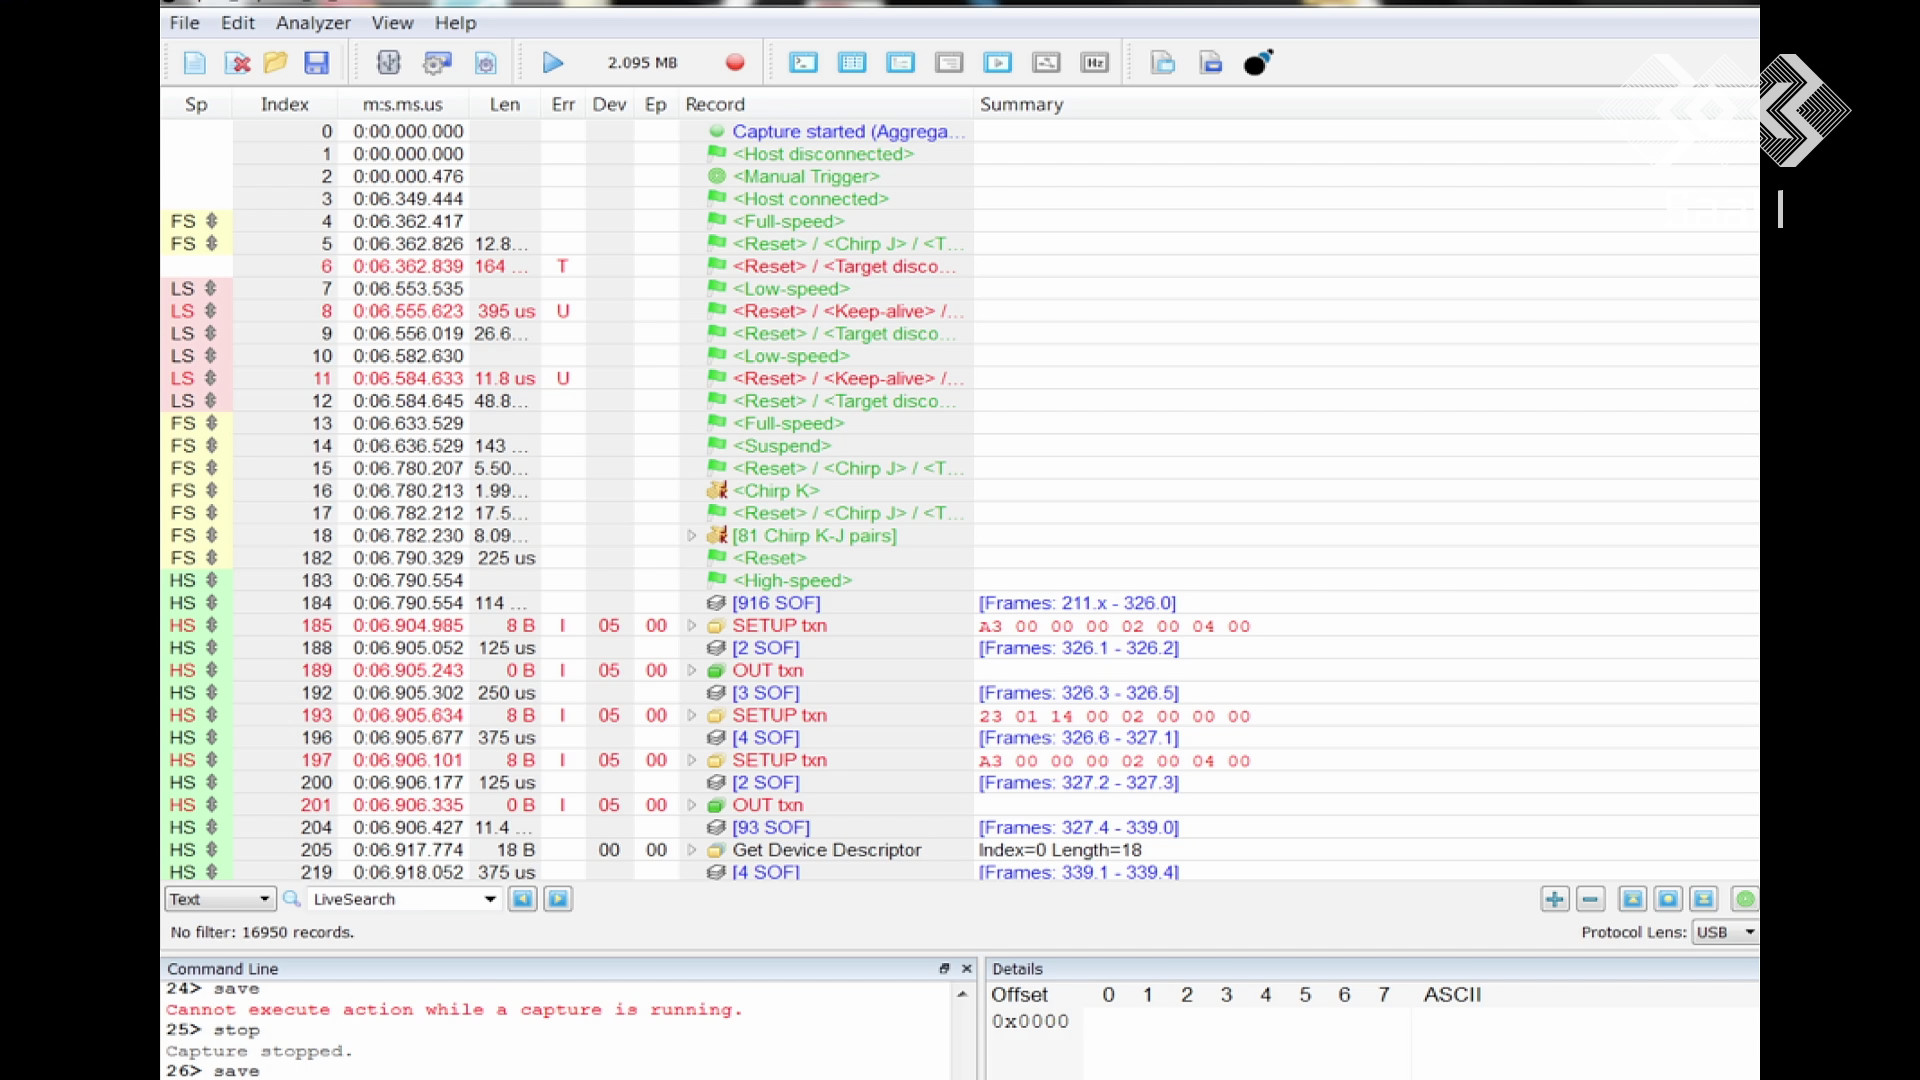 File Edit Analyzer View Help
2.095 MB Hz
Sp Index m:s.ms.us Len Err Dev Ep Record Summary
0 0:00.000.000 Capture started (Aggrega...
1 0:00.000.000 <Host disconnected>
2 0:00.000.476 <Manual Trigger>
3 0:06.349.444 <Host connected>
FS 4 0:06.362.417 <Full-speed>
FS 5 0:06.362.826 12.8... <Reset> / <Chirp J> / <T...
6 0:06.362.839 164 ... T <Reset> / <Target disco...
LS 7 0:06.553.535 <Low-speed>
LS 8 0:06.555.623 395 us U <Reset> / <Keep-alive> /...
LS 9 0:06.556.019 26.6... <Reset> / <Target disco...
LS 10 0:06.582.630 <Low-speed>
LS 11 0:06.584.633 11.8 us U <Reset> / <Keep-alive> /...
LS 12 0:06.584.645 48.8... <Reset> / <Target disco...
FS 13 0:06.633.529 <Full-speed>
FS 14 0:06.636.529 143 ... <Suspend>
FS 15 0:06.780.207 5.50... <Reset> / <Chirp J> / <T...
FS 16 0:06.780.213 1.99... <Chirp K>
FS 17 0:06.782.212 17.5... <Reset> / <Chirp J> / <T...
FS 18 0:06.782.230 8.09... [81 Chirp K-J pairs]
FS 182 0:06.790.329 225 us <Reset>
HS 183 0:06.790.554 <High-speed>
HS 184 0:06.790.554 114 ... [916 SOF] [Frames: 211.x - 326.0]
HS 185 0:06.904.985 8 B I 05 00 SETUP txn A3 00 00 00 02 00 04 00
HS 188 0:06.905.052 125 us [2 SOF] [Frames: 326.1 - 326.2]
HS 189 0:06.905.243 0 B I 05 00 OUT txn
HS 192 0:06.905.302 250 us [3 SOF] [Frames: 326.3 - 326.5]
HS 193 0:06.905.634 8 B I 05 00 SETUP txn 23 01 14 00 02 00 00 00
HS 196 0:06.905.677 375 us [4 SOF] [Frames: 326.6 - 327.1]
HS 197 0:06.906.101 8 B I 05 00 SETUP txn A3 00 00 00 02 00 04 00
HS 200 0:06.906.177 125 us [2 SOF] [Frames: 327.2 - 327.3]
HS 201 0:06.906.335 0 B I 05 00 OUT txn
HS 204 0:06.906.427 11.4 ... [93 SOF] [Frames: 327.4 - 339.0]
HS 205 0:06.917.774 18 B 00 00 Get Device Descriptor Index=0 Length=18
HS 219 0:06.918.052 375 us [4 SOF] [Frames: 339.1 - 339.4]
Text LiveSearch
No filter: 16950 records. Protocol Lens: USB
Command Line Details
24> save
Cannot execute action while a capture is running.
25> stop
Capture stopped.
26> save
Offset 0 1 2 3 4 5 6 7 ASCII
0x0000